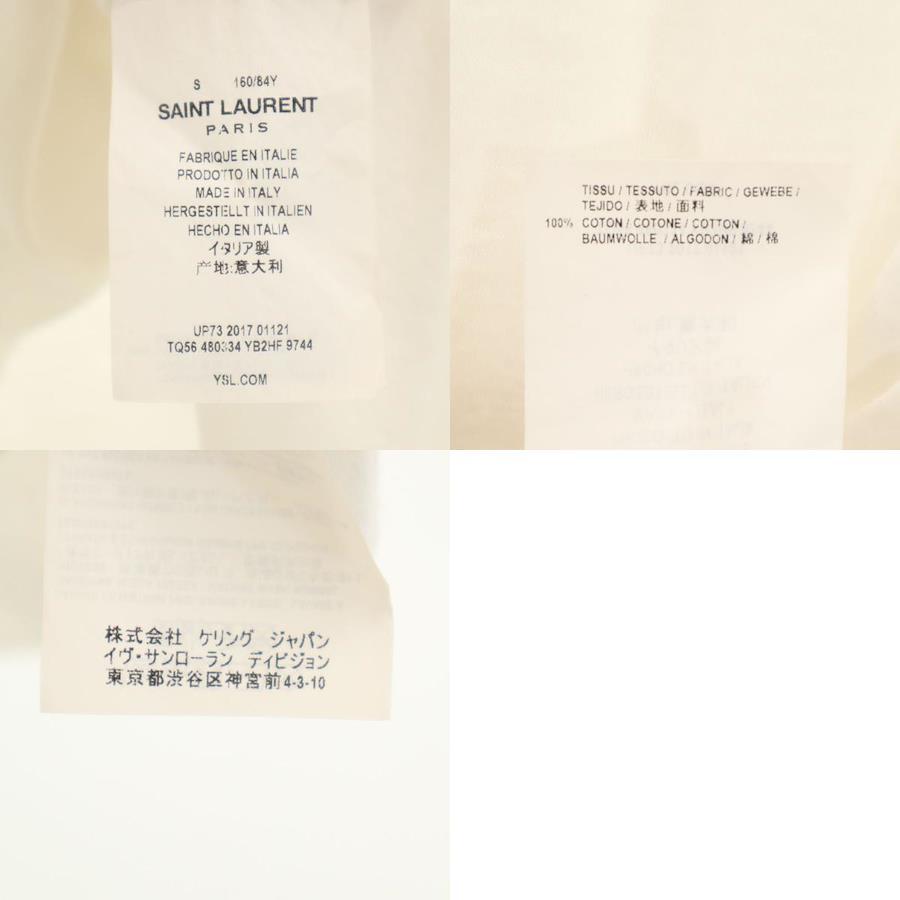 S 160/84Y
SAINT LAURENT
PARIS
FABRIQUE EN ITALIE
PRODOTTO IN ITALIA
MADE IN ITALY
HERGESTELLT IN ITALIEN
HECHO EN ITALIA
イタリア製
产地:意大利
UP73 2017 01121
TQ56 480334 YB2HF 9744
YSL.COM
TISSU / TESSUTO / FABRIC / GEWEBE /
TEJIDO / 表地 / 面料
100% COTON / COTONE / COTTON /
BAUMWOLLE / ALGODON / 綿 / 棉
株式会社 ケリング ジャパン
イヴ・サンローラン ディビジョン
東京都渋谷区神宮前4-3-10